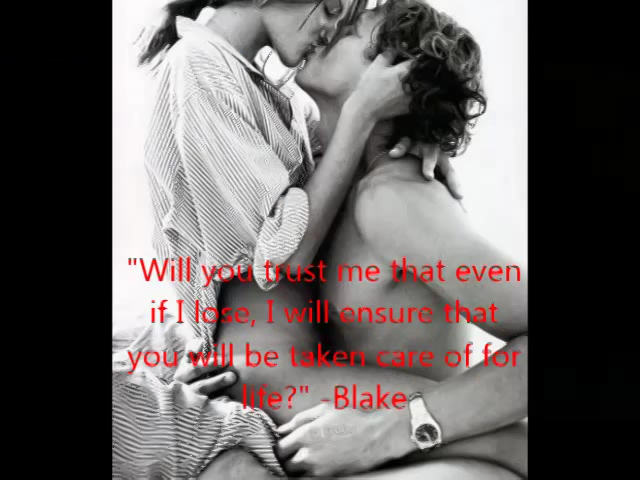 "Will you trust me that even
if I lose, I will ensure that
you will be taken care of for
life?" -Blake